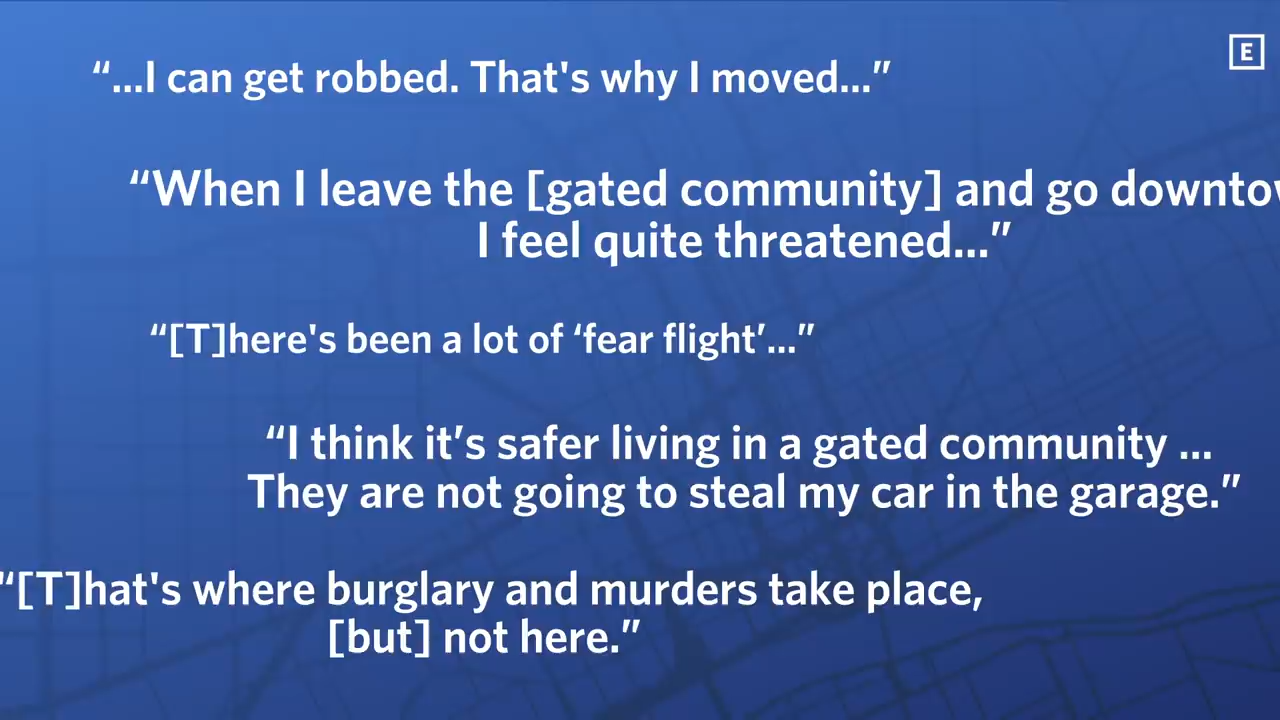 E
“...I can get robbed. That's why I moved...”
“When I leave the [gated community] and go
I feel quite threatened...”
“[T]here's been a lot of ‘fear flight’...”
“I think it’s safer living in a gated community ...
They are not going to steal my car in the garage.”
“[T]hat's where burglary and murders take place,
[but] not here.”